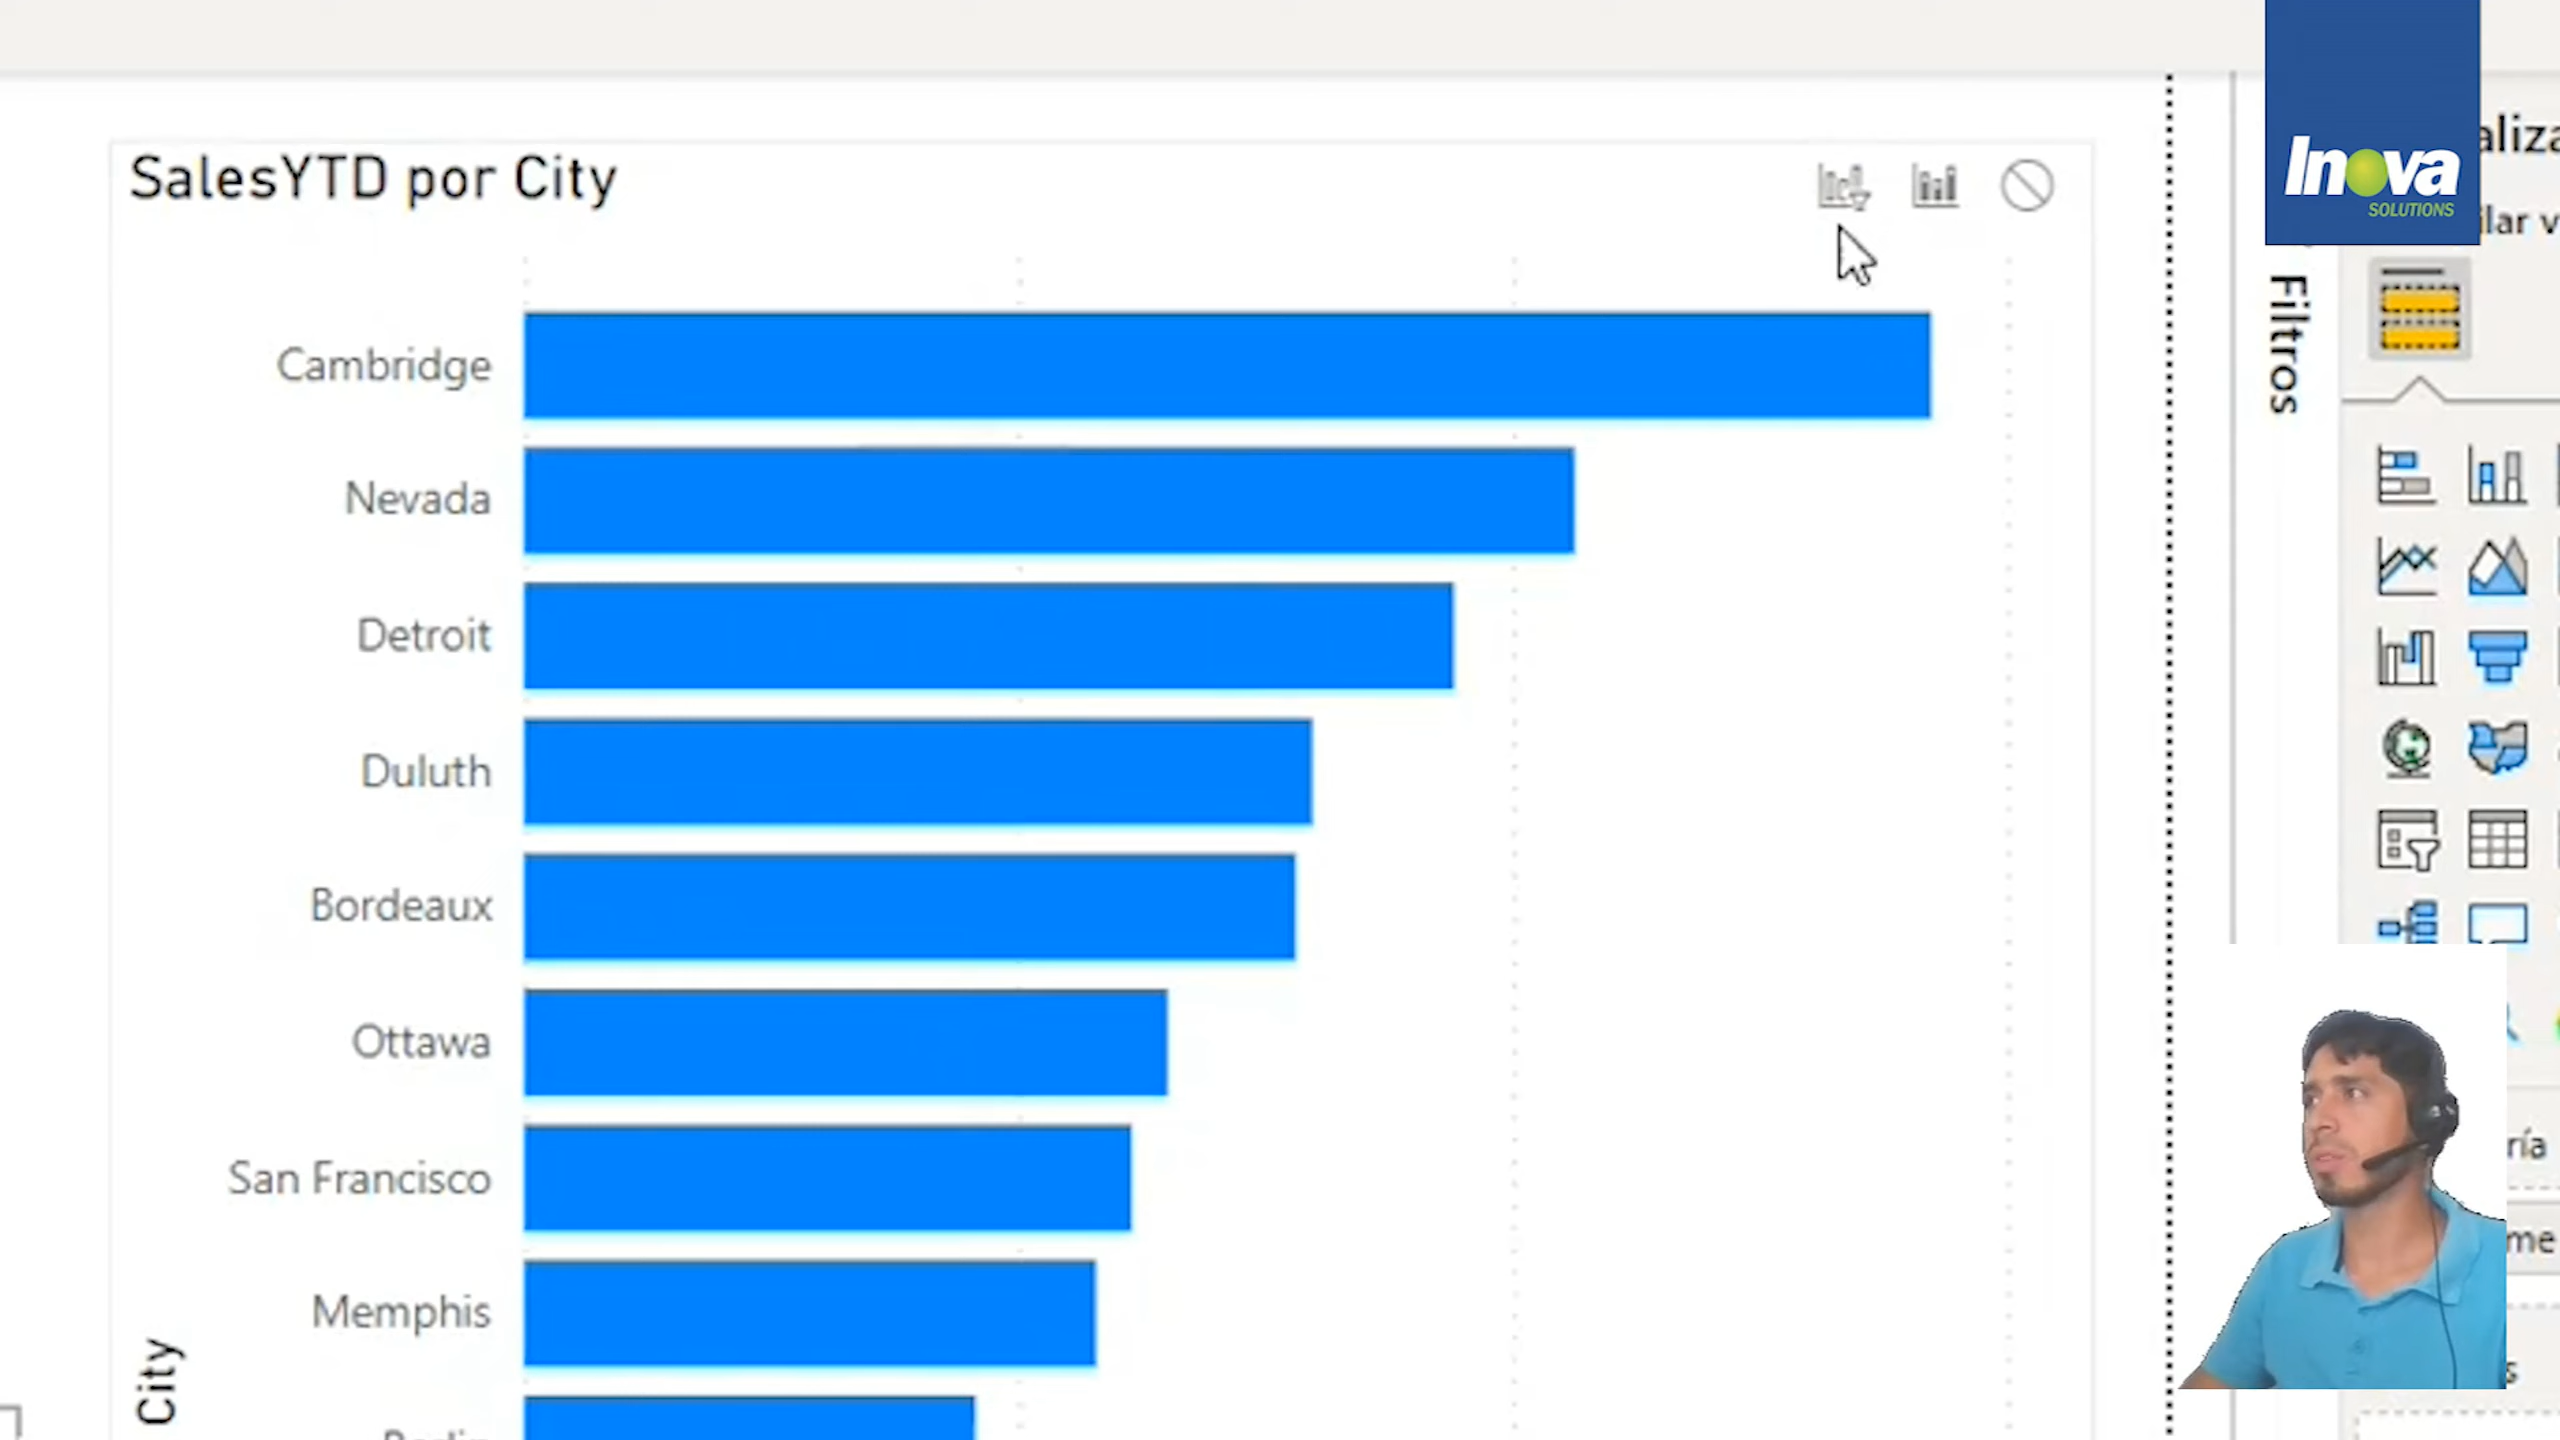 Inova
SOLUTIONS
SalesYTD por City
Filtros
Cambridge
Nevada
Detroit
Duluth
Bordeaux
Ottawa
San Francisco
Memphis
City